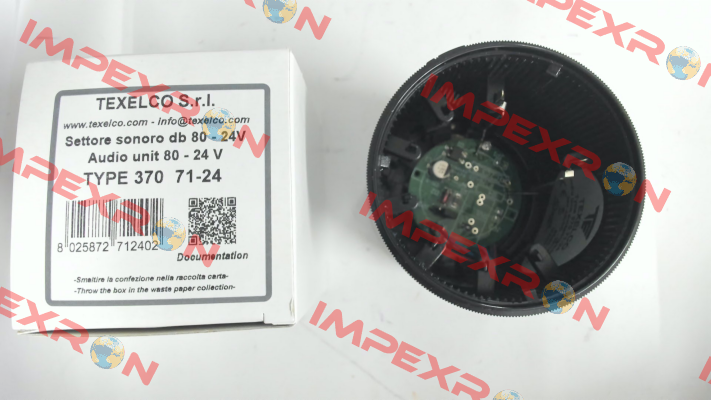 IMPEXRON
TEXELCO S.r.l.
www.texelco.com - info@texelco.com
Settore sonoro db 80 - 24V
Audio unit 80 - 24 V
TYPE 370 71-24
8 025872 712402
Documentation
-Smaltire la confezione nella raccolta carta-
-Throw the box in the waste paper collection-
IMPEXRON
IMPEXRON
IMPEXRON